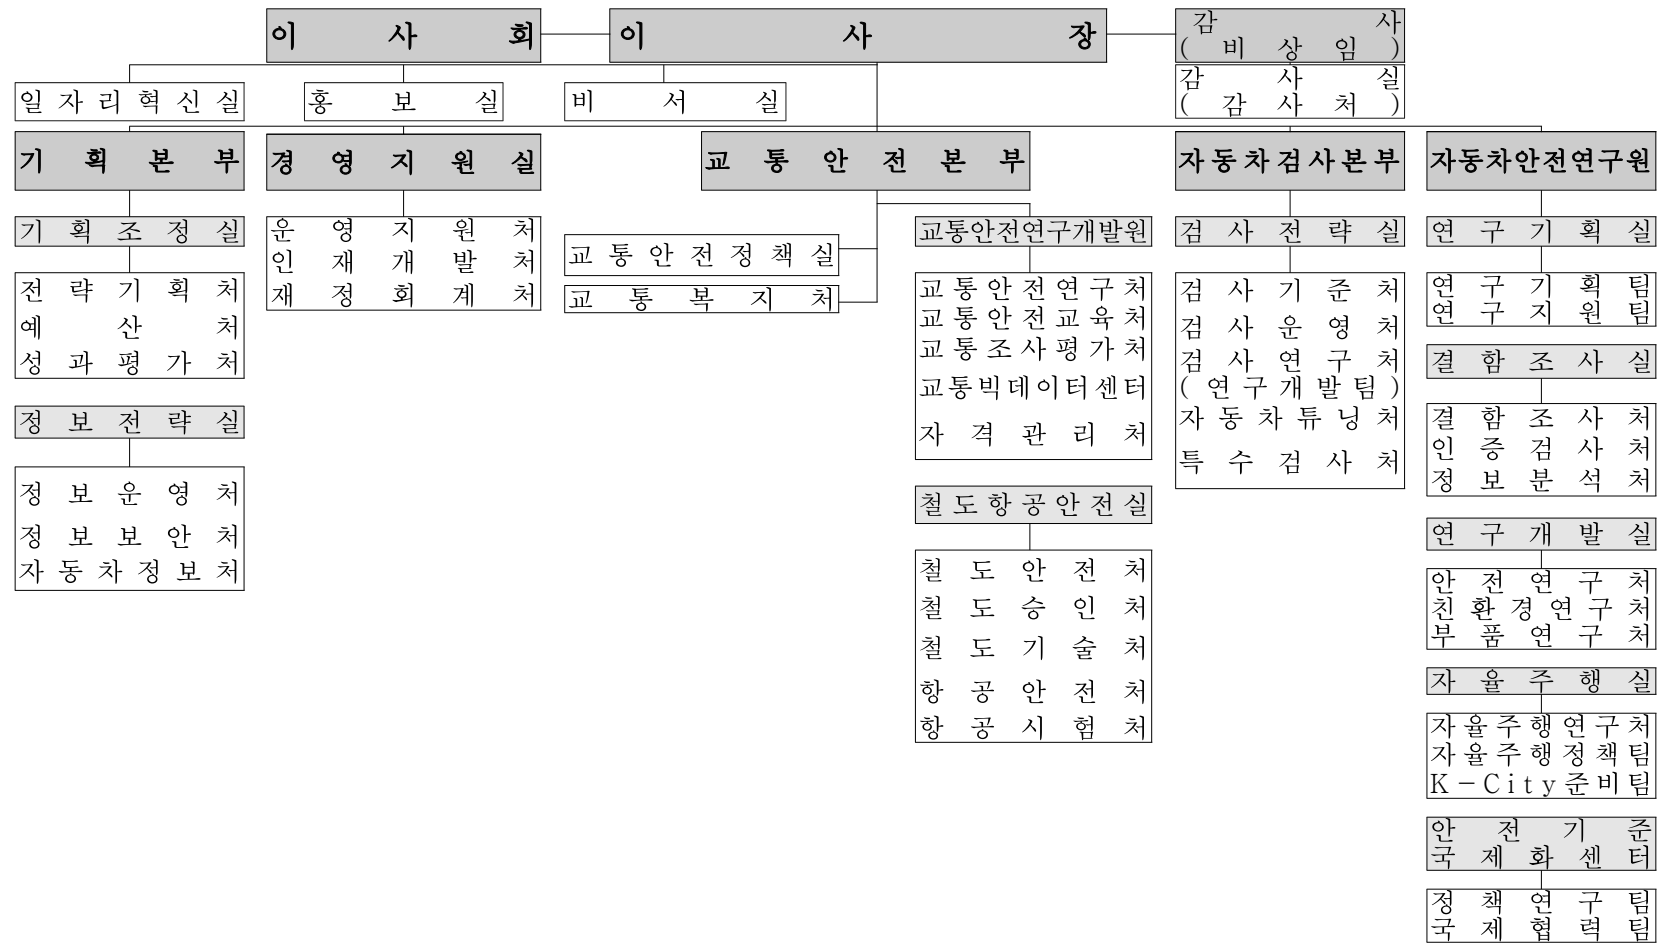 이사회
이사장
감사
(비상임)
감사실
(감사처)
일자리혁신실
홍보실
비서실
기획본부
경영지원실
교통안전본부
자동차검사본부
자동차안전연구원
기획조정실
전략기획처
예산처
성과평가처
정보전략실
정보운영처
정보보안처
자동차정보처
운영지원처
인재개발처
재정회계처
교통안전정책실
교통복지처
교통안전연구개발원
교통안전연구처
교통안전교육처
교통조사평가처
교통빅데이터센터
자격관리처
철도항공안전실
철도안전처
철도승인처
철도기술처
항공안전처
항공시험처
검사전략실
검사기준처
검사운영처
검사연구처
(연구개발팀)
자동차튜닝처
특수검사처
연구기획실
연구기획팀
연구지원팀
결함조사실
결함조사처
인증검사처
정보분석처
연구개발실
안전연구처
친환경연구처
부품연구처
자율주행실
자율주행연구처
자율주행정책팀
K-City준비팀
안전기준
국제화센터
정책연구팀
국제협력팀